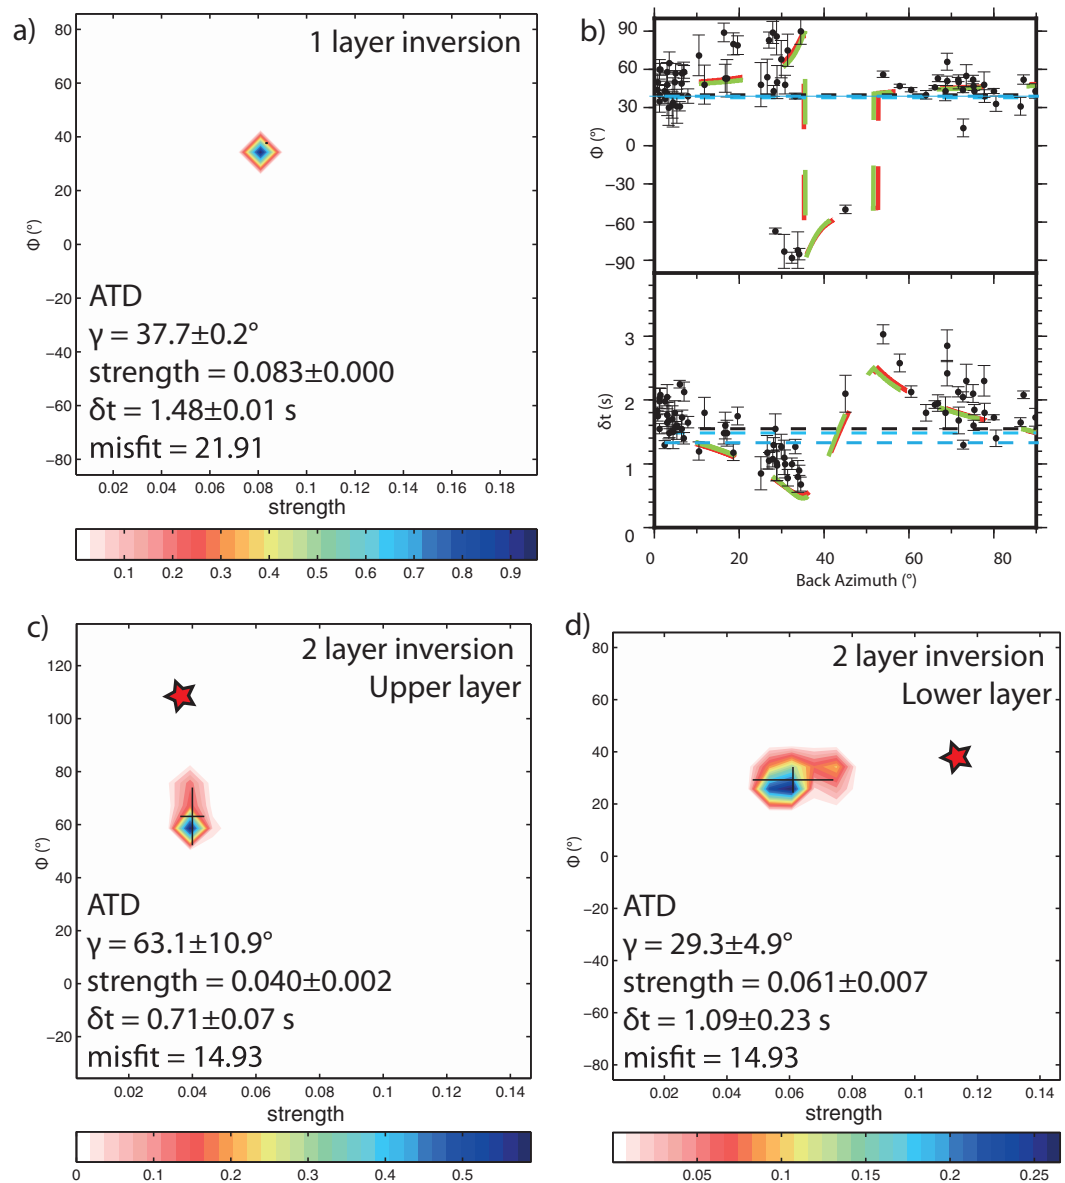 a)
1 layer inversion
80
60
40
20
0
−20
−40
−60
−80
Φ (°)
ATD
γ = 37.7±0.2°
strength = 0.083±0.000
δt = 1.48±0.01 s
misfit = 21.91
0.02 0.04 0.06 0.08 0.1 0.12 0.14 0.16 0.18
strength
0.1 0.2 0.3 0.4 0.5 0.6 0.7 0.8 0.9
b)
90
60
30
0
−30
−60
−90
Φ (°)
3
2
1
0
δt (s)
0 20 40 60 80
Back Azimuth (°)
c)
2 layer inversion
Upper layer
120
100
80
60
40
20
0
−20
Φ (°)
ATD
γ = 63.1±10.9°
strength = 0.040±0.002
δt = 0.71±0.07 s
misfit = 14.93
0.02 0.04 0.06 0.08 0.1 0.12 0.14
strength
0 0.1 0.2 0.3 0.4 0.5
d)
2 layer inversion
Lower layer
80
60
40
20
0
−20
−40
−60
−80
Φ (°)
ATD
γ = 29.3±4.9°
strength = 0.061±0.007
δt = 1.09±0.23 s
misfit = 14.93
0.02 0.04 0.06 0.08 0.1 0.12 0.14
strength
0.05 0.1 0.15 0.2 0.25